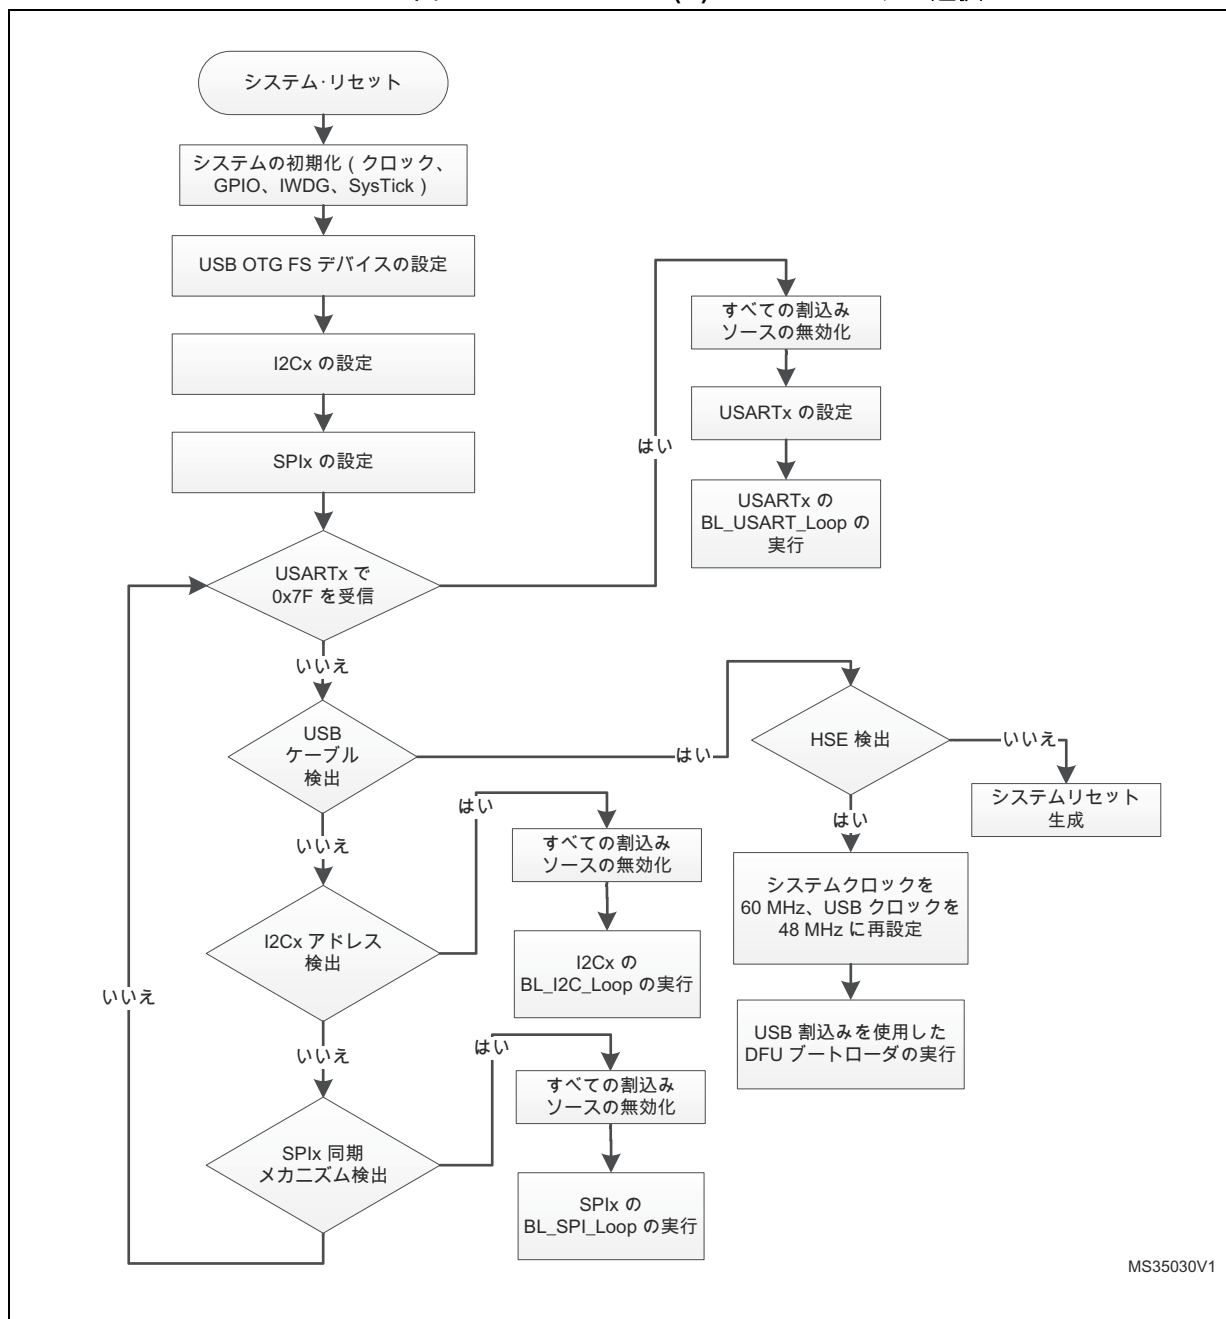 システム・リセット
システムの初期化 ( クロック、
GPIO、IWDG、SysTick )
USB OTG FS デバイスの設定
I2Cx の設定
SPIx の設定
USARTx で
0x7F を受信
はい
すべての割込み
ソースの無効化
USARTx の設定
USARTx の
BL_USART_Loop の
実行
いいえ
USB
ケーブル
検出
はい
HSE 検出
いいえ
システムリセット
生成
はい
システムクロックを
60 MHz、USB クロックを
48 MHz に再設定
USB 割込みを使用した
DFU ブートローダの実行
いいえ
I2Cx アドレス
検出
はい
すべての割込み
ソースの無効化
I2Cx の
BL_I2C_Loop の実行
いいえ
SPIx 同期
メカニズム検出
はい
すべての割込み
ソースの無効化
SPIx の
BL_SPI_Loop の実行
いいえ
MS35030V1